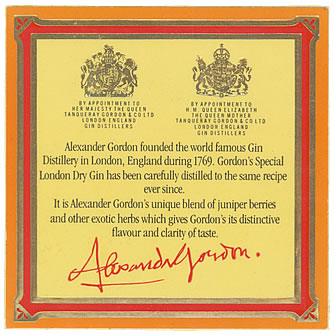 BY APPOINTMENT TO
HER MAJESTY THE QUEEN
TANQUERAY GORDON & CO LTD
LONDON ENGLAND
GIN DISTILLERS
BY APPOINTMENT TO
H.M. QUEEN ELIZABETH
THE QUEEN MOTHER
TANQUERAY GORDON & CO LTD
LONDON ENGLAND
GIN DISTILLERS
Alexander Gordon founded the world famous Gin
Distillery in London, England during 1769. Gordon's Special
London Dry Gin has been carefully distilled to the same recipe
ever since.
It is Alexander Gordon's unique blend of juniper berries
and other exotic herbs which gives Gordon's its distinctive
flavour and clarity of taste.
Alexander Gordon.